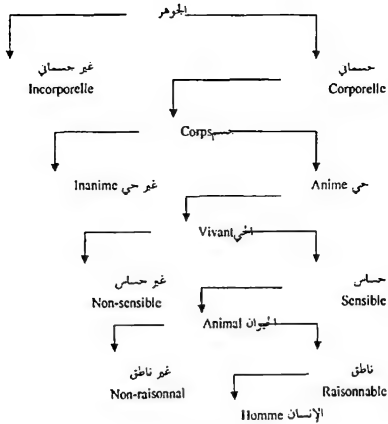 الجوهر
غير جسماني جسماني
Incorporelle Corporelle
Corps جسم
Inanime غير حي Anime حي
Vivant الحي
غير حساس حساس
Non-sensible Sensible
Animal الحيوان
غير ناطق ناطق
Non-raisonnal Raisonnable
Homme الإنسان